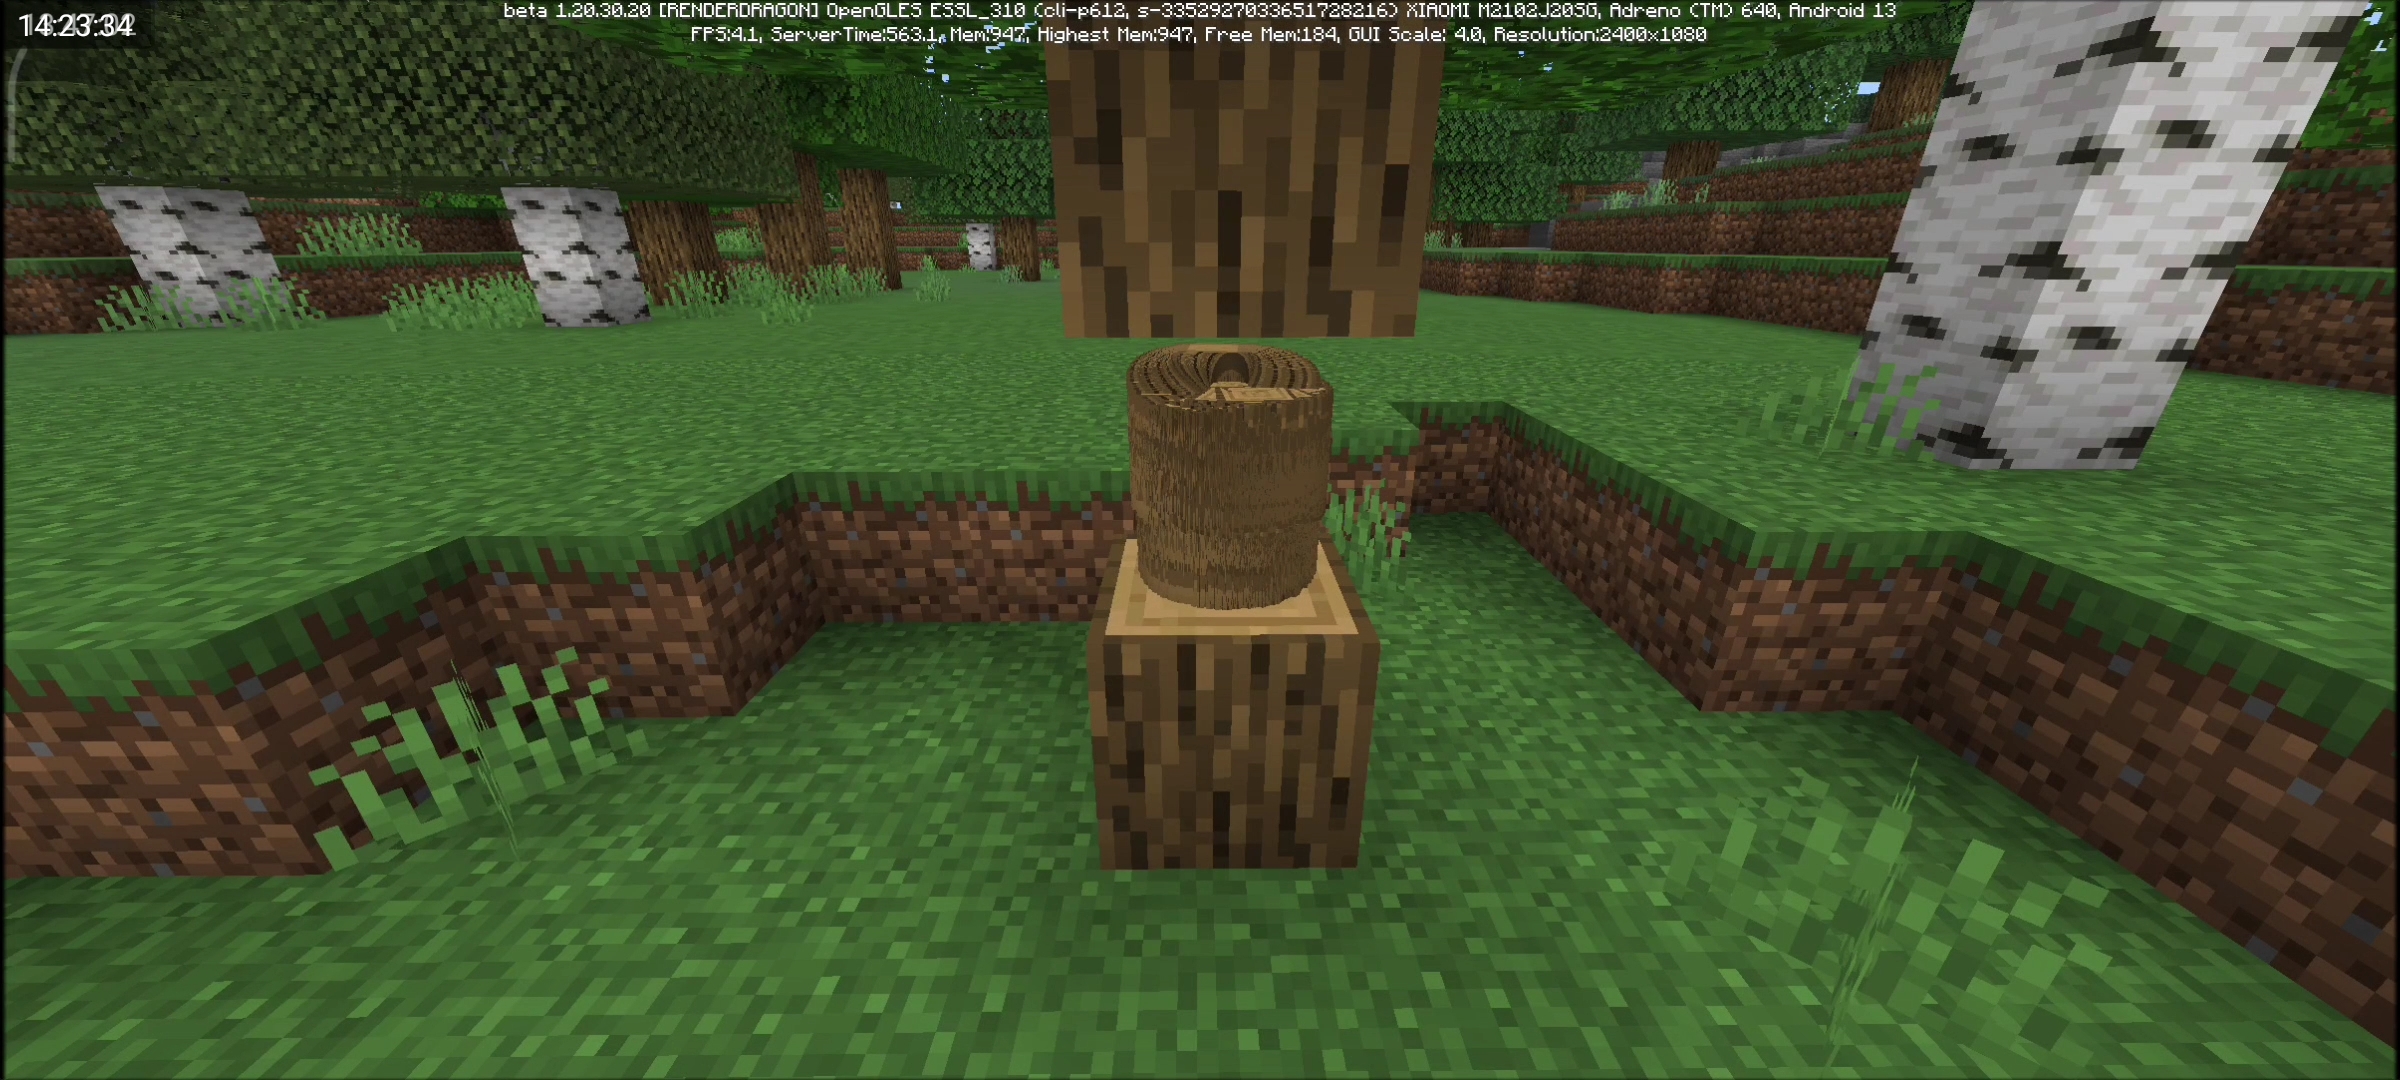 beta 1.20.30.20 [RENDERDRAGON] OpenGLES ESSL_310 (cli-p612, s-3352927033651728216) XIAOMI M2102J20SG, Adreno (TM) 640, Android 13
14:23:34
FPS:4.1, ServerTime:563.1, Mem:947, Highest Mem:947, Free Mem:184, GUI Scale: 4.0, Resolution:2400x1080